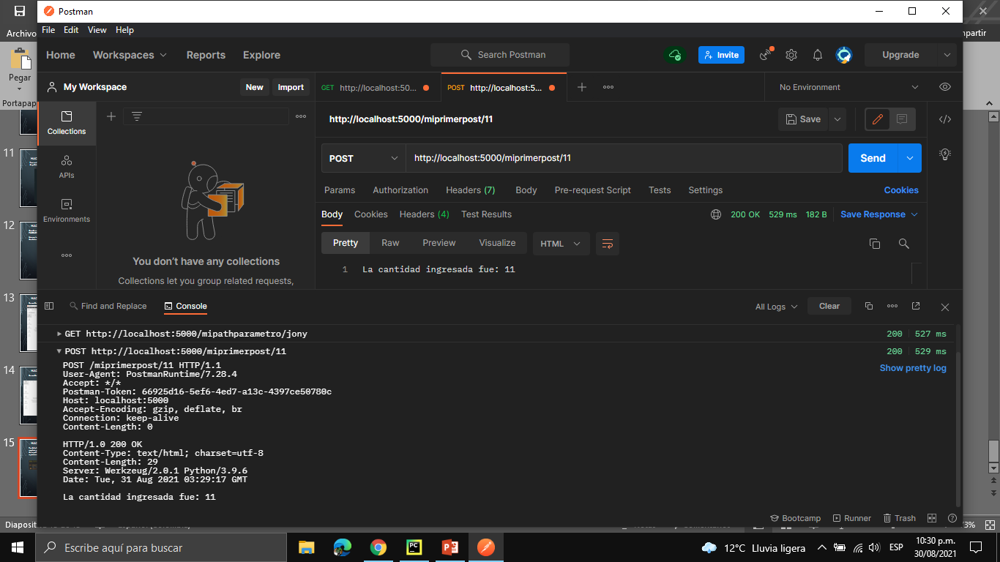 Postman
File Edit View Help
Archivo
mpartir
Home Workspaces Reports Explore
Search Postman
Invite
Upgrade
Pegar
Portapap
My Workspace
New Import
GET http://localhost:50...
POST http://localhost:5...
No Environment
Collections
APIs
Environments
http://localhost:5000/miprimerpost/11
Save
POST http://localhost:5000/miprimerpost/11
Send
Params Authorization Headers (7) Body Pre-request Script Tests Settings
Cookies
Body Cookies Headers (4) Test Results
200 OK 529 ms 182 B Save Response
Pretty Raw Preview Visualize HTML
1 La cantidad ingresada fue: 11
You don't have any collections
Collections let you group related requests,
11
12
13
14
15
Find and Replace Console
All Logs Clear
GET http://localhost:5000/mipathparametro/jony 200 527 ms
POST http://localhost:5000/miprimerpost/11 200 529 ms
Show pretty log
POST /miprimerpost/11 HTTP/1.1
User-Agent: PostmanRuntime/7.28.4
Accept: */*
Postman-Token: 66925d16-5ef6-4ed7-a13c-4397ce50780c
Host: localhost:5000
Accept-Encoding: gzip, deflate, br
Connection: keep-alive
Content-Length: 0
HTTP/1.0 200 OK
Content-Type: text/html; charset=utf-8
Content-Length: 29
Server: Werkzeug/2.0.1 Python/3.9.6
Date: Tue, 31 Aug 2021 03:29:17 GMT
La cantidad ingresada fue: 11
Bootcamp Runner Trash
Diaposit
3%
Escribe aquí para buscar
12°C Lluvia ligera
ESP
10:30 p.m.
30/08/2021